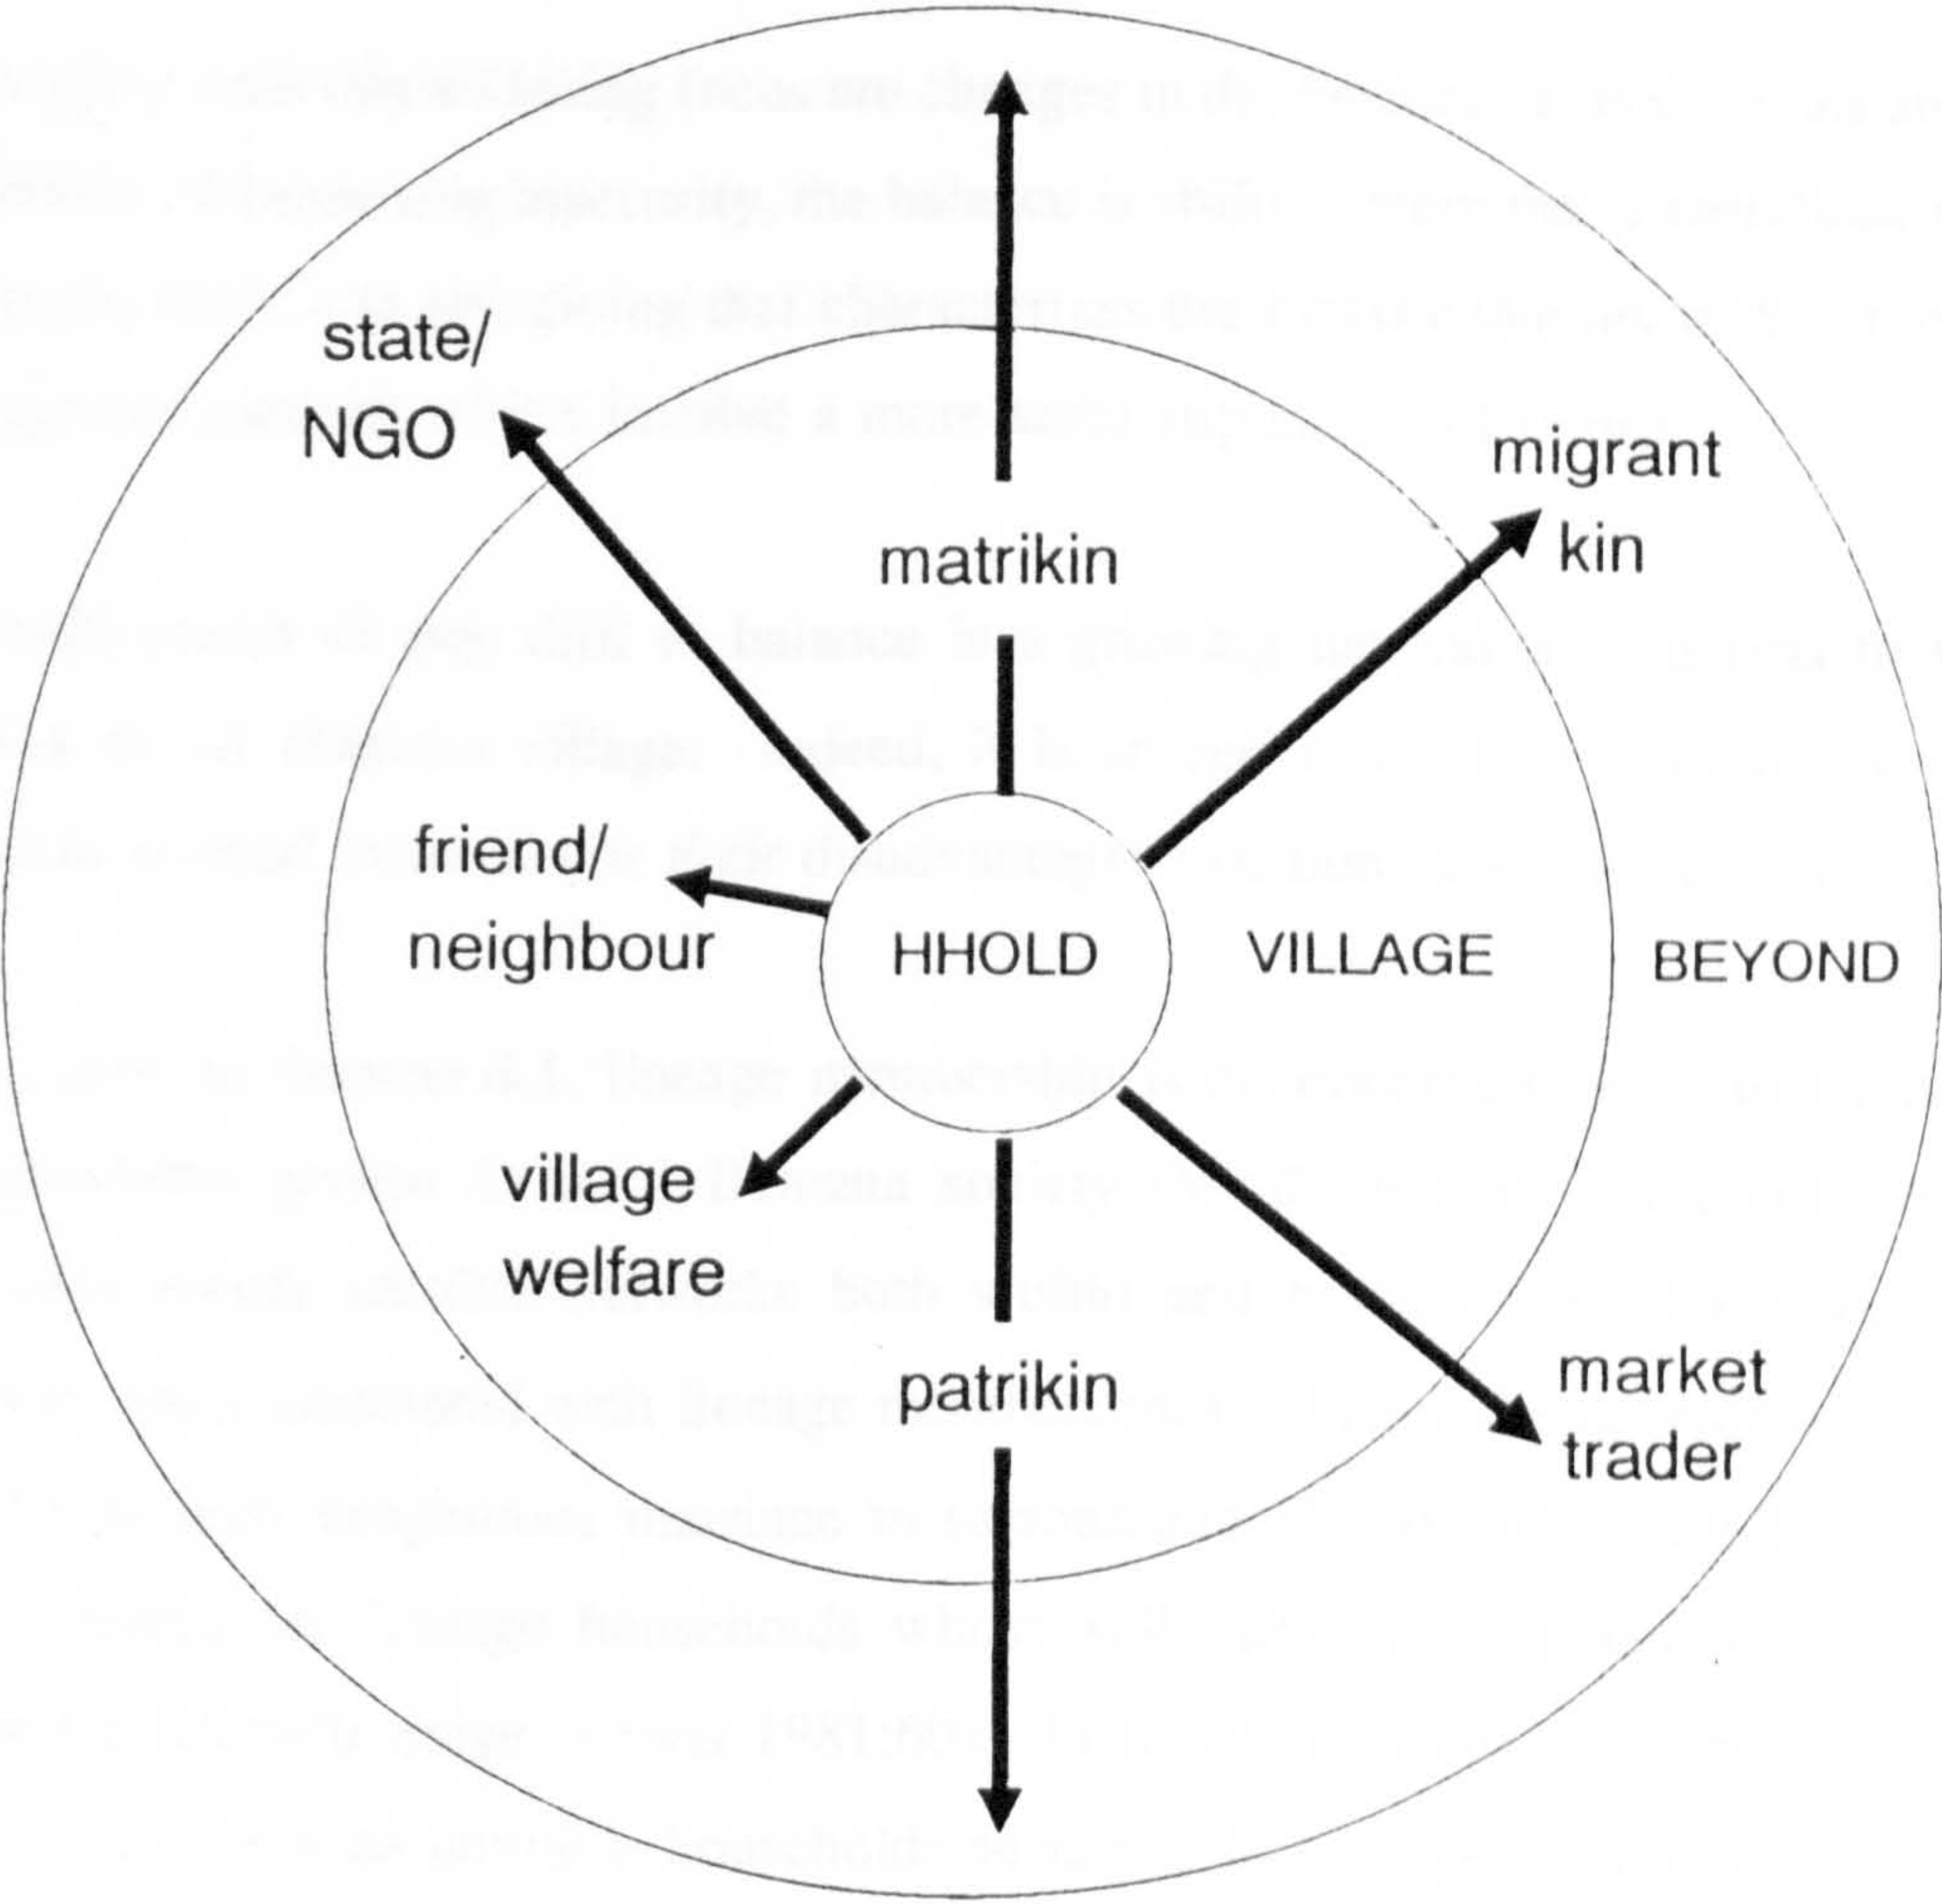 state/
NGO
migrant
kin
matrikin
friend/
neighbour
HHOLD
VILLAGE
BEYOND
village
welfare
patrikin
market
trader